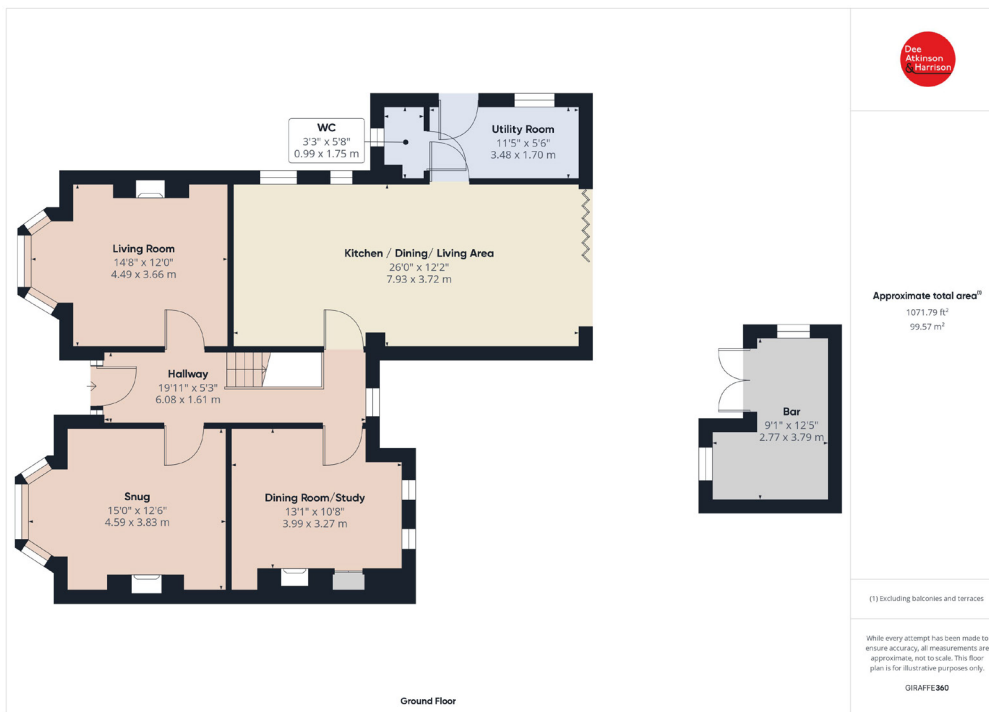 Dee
Atkinson
& Harrison
WC
3'3" x 5'8"
0.99 x 1.75 m
Utility Room
11'5" x 5'6"
3.48 x 1.70 m
Living Room
14'8" x 12'0"
4.49 x 3.66 m
Kitchen / Dining/ Living Area
26'0" x 12'2"
7.93 x 3.72 m
Approximate total area(1)
1071.79 ft²
99.57 m²
Hallway
19'11" x 5'3"
6.08 x 1.61 m
Bar
9'1" x 12'5"
2.77 x 3.79 m
Snug
15'0" x 12'6"
4.59 x 3.83 m
Dining Room/Study
13'1" x 10'8"
3.99 x 3.27 m
(1) Excluding balconies and terraces
While every attempt has been made to
ensure accuracy, all measurements are
approximate, not to scale. This floor
plan is for illustrative purposes only.
GIRAFFE360
Ground Floor